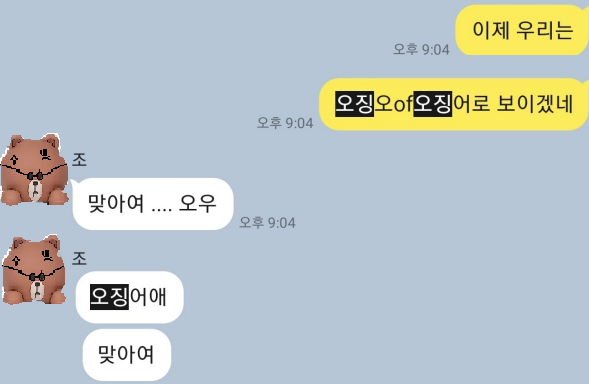 이제 우리는
오후 9:04
오징오of오징어로 보이겠네
오후 9:04
조
맞아여 .... 오우
오후 9:04
조
오징어애
맞아여